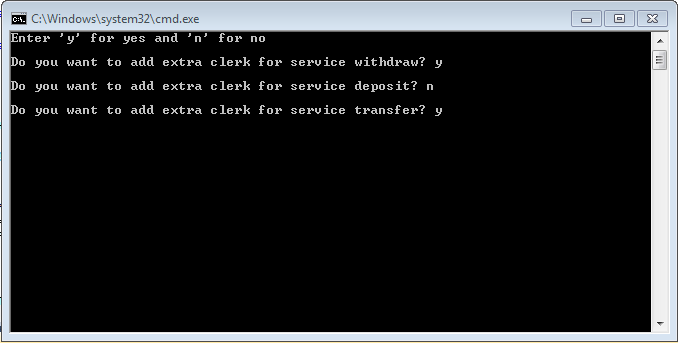 C:\Windows\system32\cmd.exe
Enter 'y' for yes and 'n' for no
Do you want to add extra clerk for service withdraw? y
Do you want to add extra clerk for service deposit? n
Do you want to add extra clerk for service transfer? y